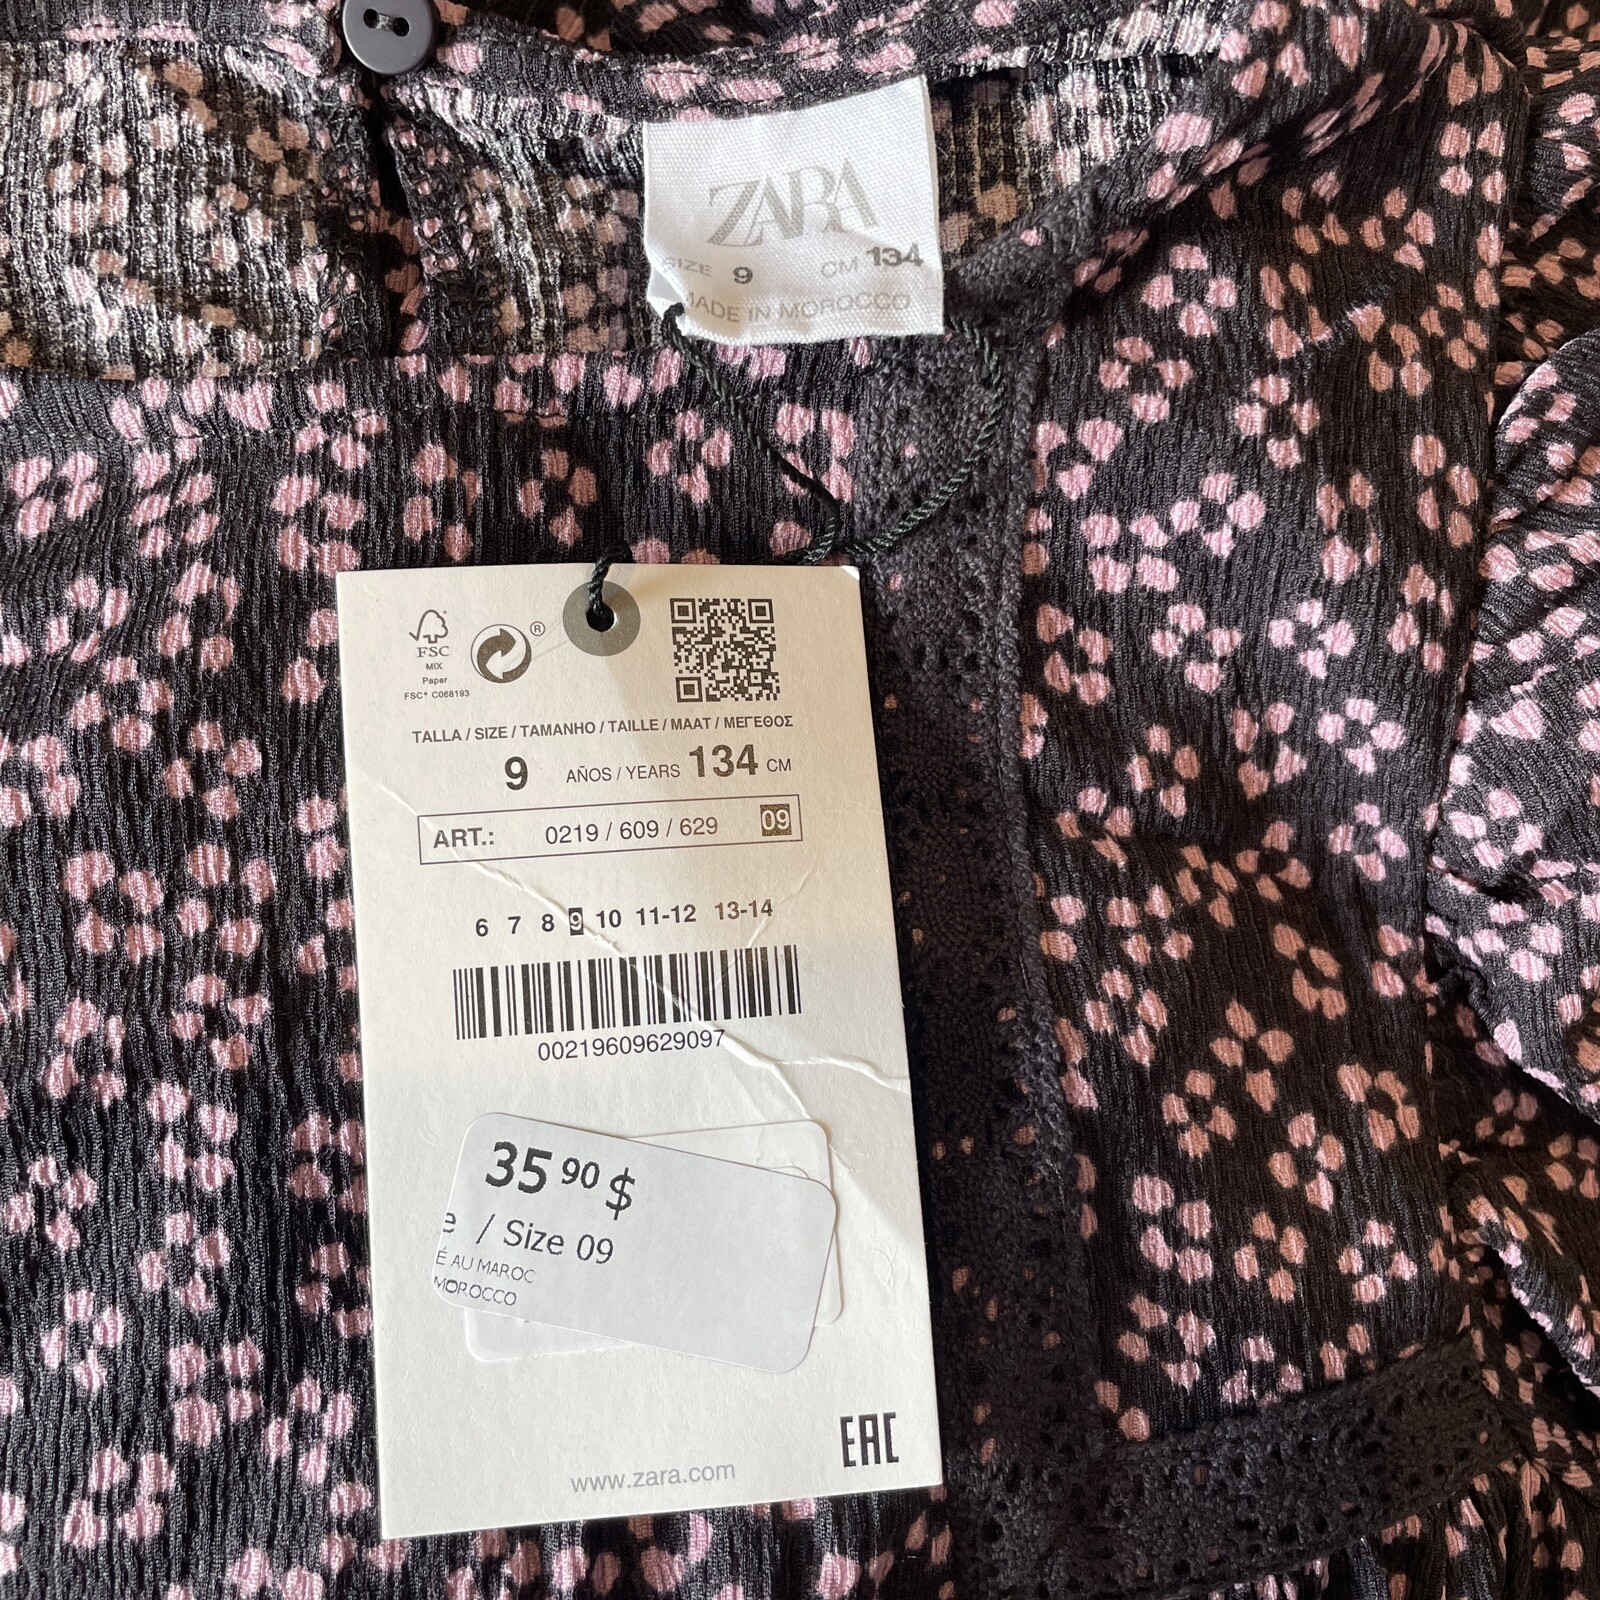 ZARA
SIZE 9 CM 134
MADE IN MOROCCO
FSC
MIX
Paper
FSC® C068193
®
TALLA / SIZE / TAMANHO / TAILLE / MAAT / ΜΕΓΕΘΟΣ
9 AÑOS / YEARS 134 CM
ART.: 0219 / 609 / 629 09
6 7 8 9 10 11-12 13-14
00219609629097
35 90 $
e / Size 09
É AU MAROC
MOROCCO
EAC
www.zara.com